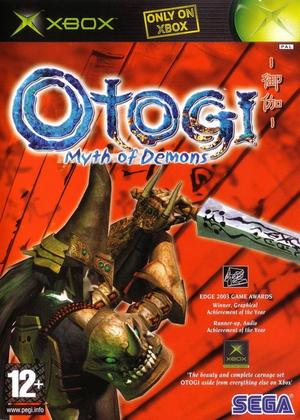 XBOX
ONLY ON
XBOX
PAL
OTOGI
Myth of Demons
御伽
EDGE 2003 GAME AWARDS
Winner, Graphical
Achievement of the Year
Runner-up, Audio
Achievement of the Year
XBOX
'The beauty and complete carnage set
OTOGI aside from everything else on Xbox'
12+
www.pegi.info
SEGA